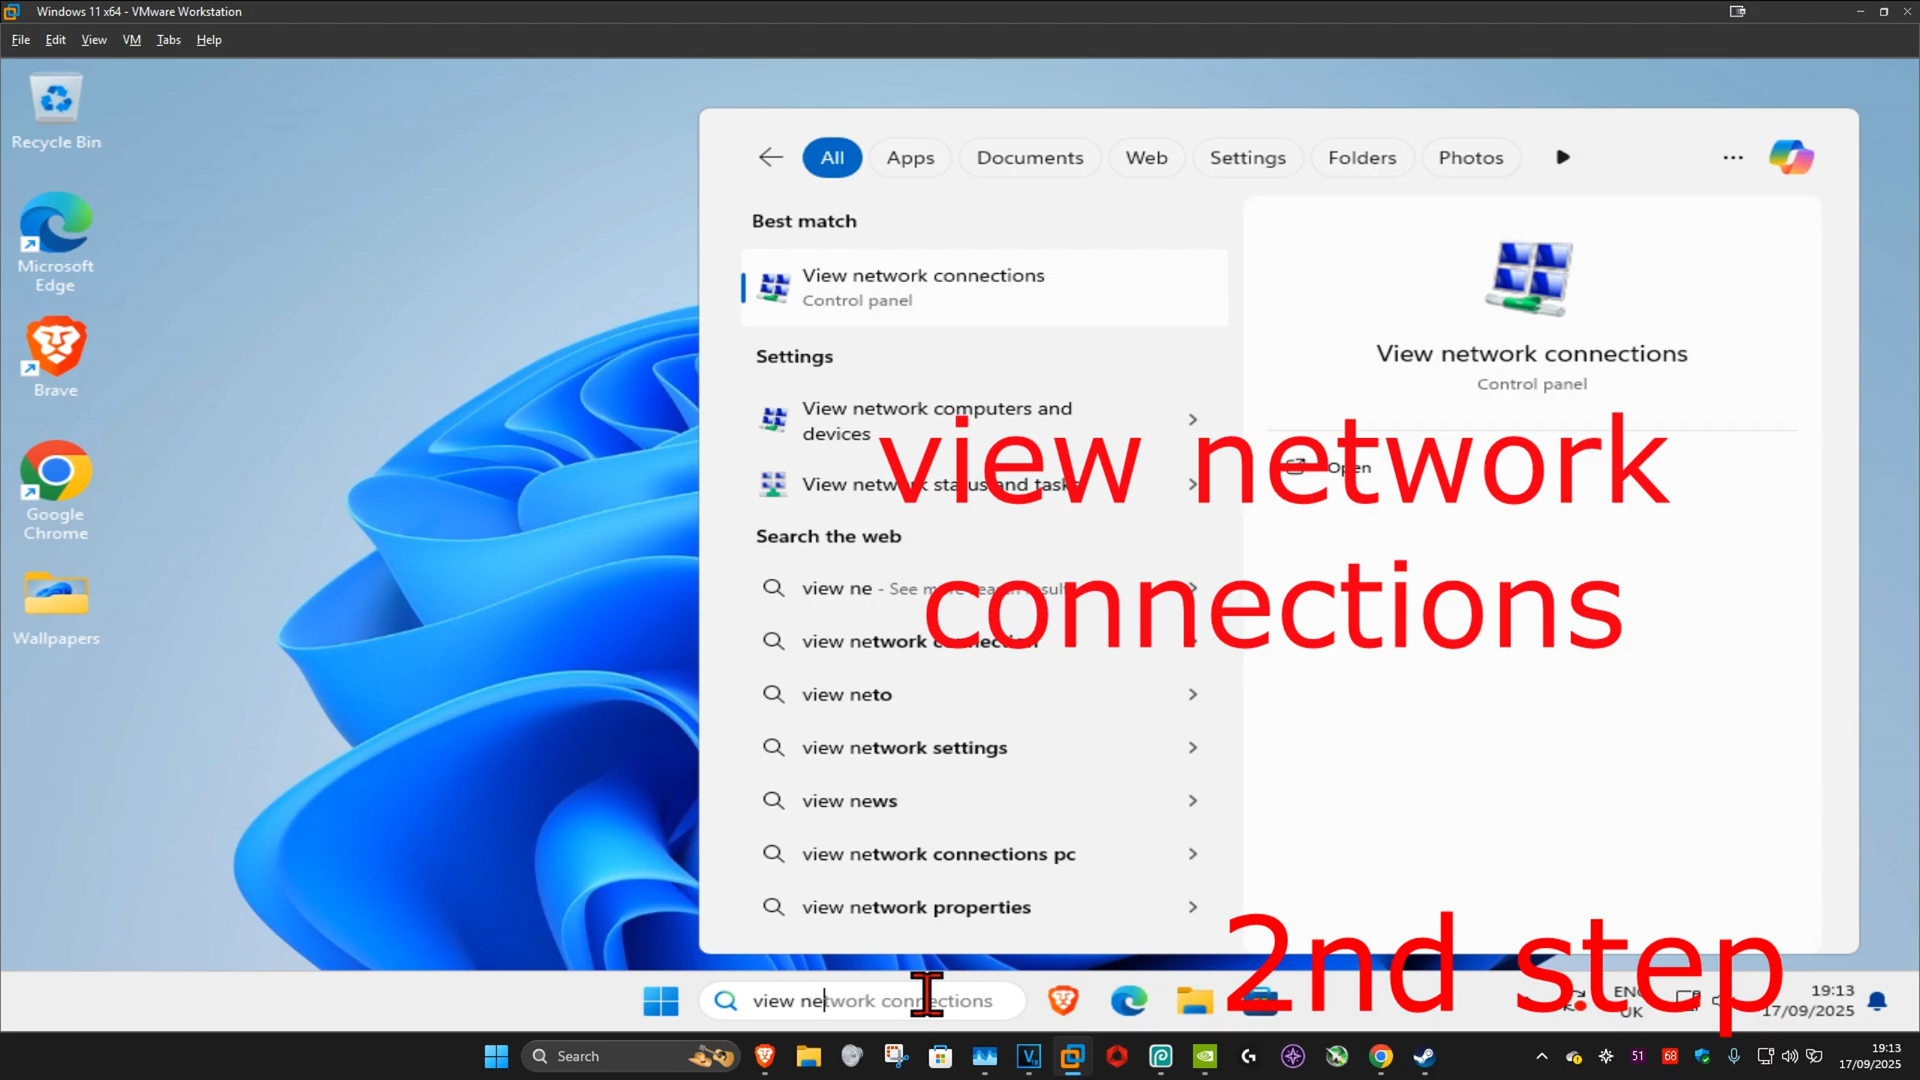 Windows 11 x64 - VMware Workstation
File Edit View VM Tabs Help
Recycle Bin
Microsoft
Edge
Brave
Google
Chrome
Wallpapers
All Apps Documents Web Settings Folders Photos
Best match
View network connections
Control panel
Settings
View network computers and
devices
View network status and tasks
Search the web
view ne - See more search results
view network connection
view neto
view network settings
view news
view network connections pc
view network properties
View network connections
Control panel
Open
view network
connections
2nd step
view network connections
ENG
UK
19:13
17/09/2025
Search
51
68
19:13
17/09/2025